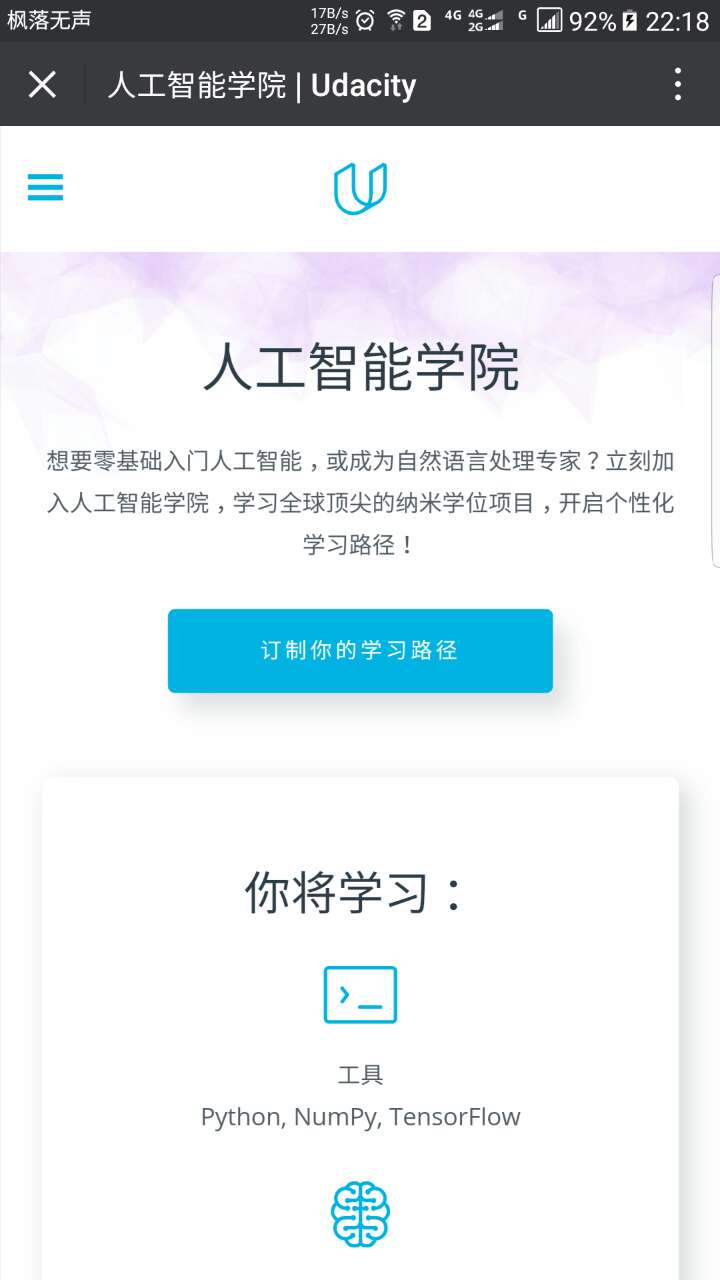 枫落无声 17B/s 27B/s 2 4G 4G 2G G 92% 22:18
人工智能学院 | Udacity
人工智能学院
想要零基础入门人工智能，或成为自然语言处理专家？立刻加
入人工智能学院，学习全球顶尖的纳米学位项目，开启个性化
学习路径！
订制你的学习路径
你将学习：
工具
Python, NumPy, TensorFlow